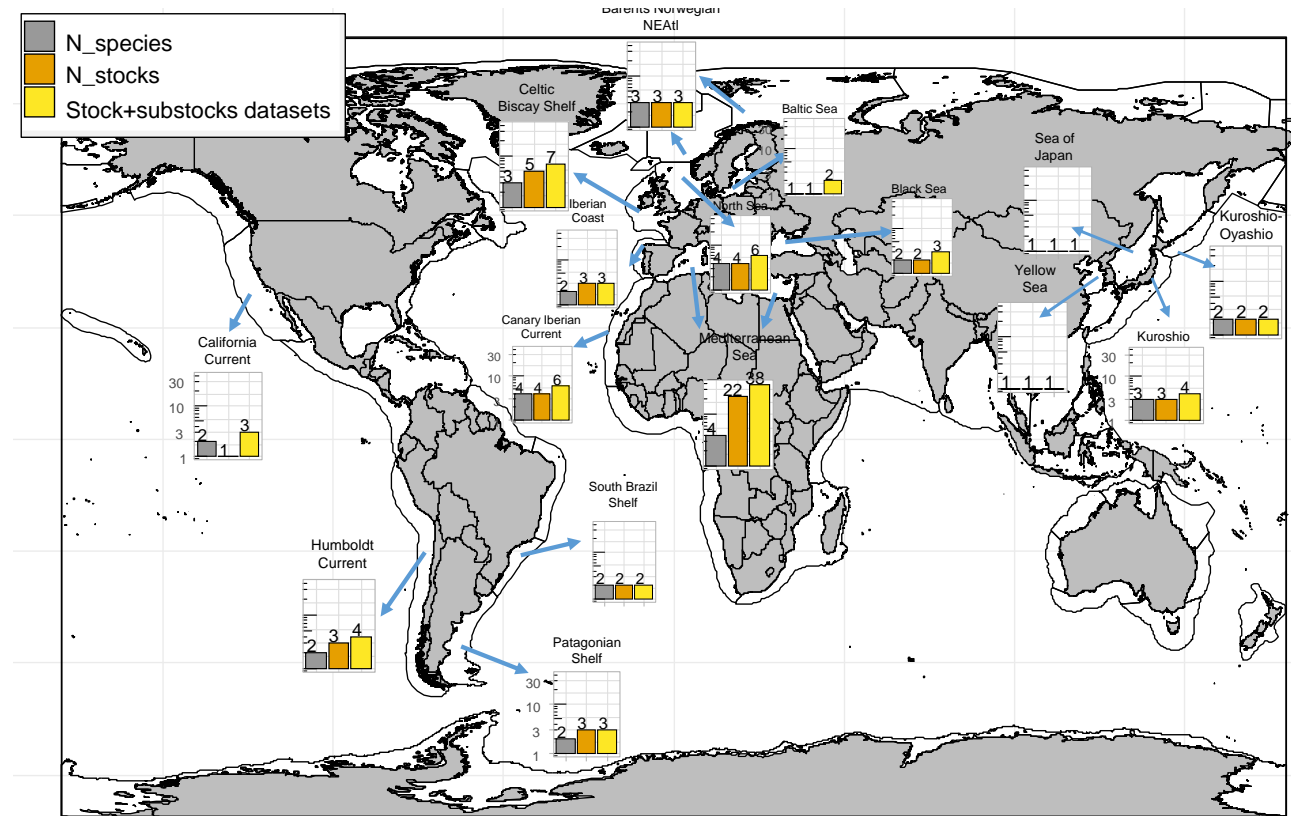 N_species
N_stocks
Stock+substocks datasets
Barents Norwegian
NEAtl
3 3 3
Celtic
Biscay Shelf
3 5 7
Baltic Sea
30
10
1
1 1 2
Sea of
Japan
1 1 1
Iberian
Coast
2 3 3
North Sea
4 4 6
Black Sea
2 2 3
Kuroshio-
Oyashio
2 2 2
Yellow
Sea
1 1 1
California
Current
30
10
3
1
2 1 3
Canary Iberian
Current
30
10
3
4 4 6
Mediterranean
Sea
4 22 38
Kuroshio
30
10
3
1
3 3 4
South Brazil
Shelf
2 2 2
Humboldt
Current
2 3 4
Patagonian
Shelf
30
10
3
1
2 3 3